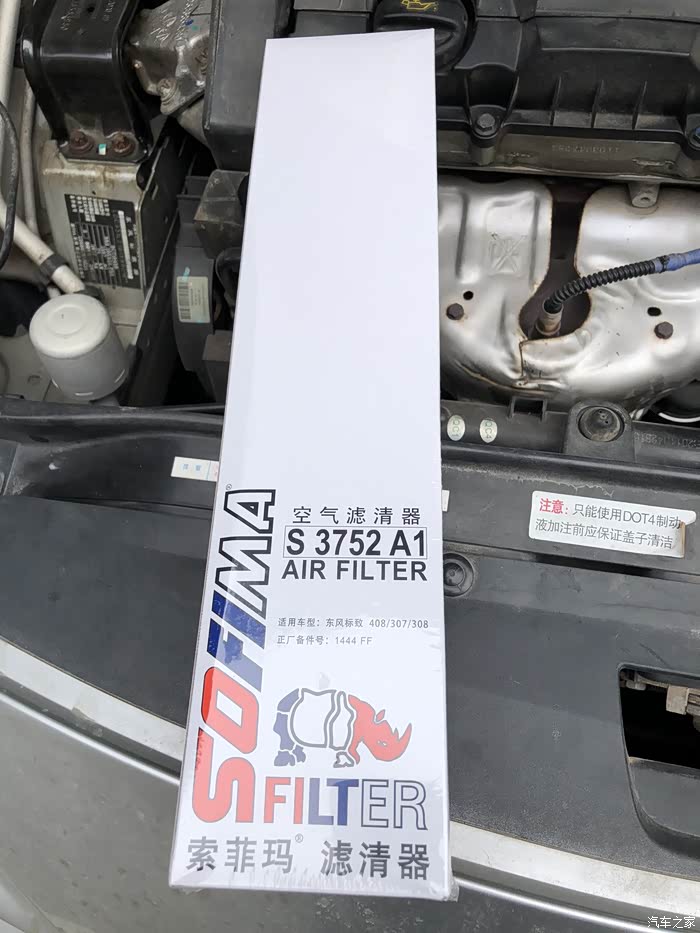 空气滤清器
S 3752 A1
AIR FILTER
适用车型：东风标致 408/307/308
正厂备件号：1444 FF
SOFIMA®
FILTER
索菲玛® 滤清器
注意：只能使用DOT4制动
液加注前应保证盖子清洁
汽车之家